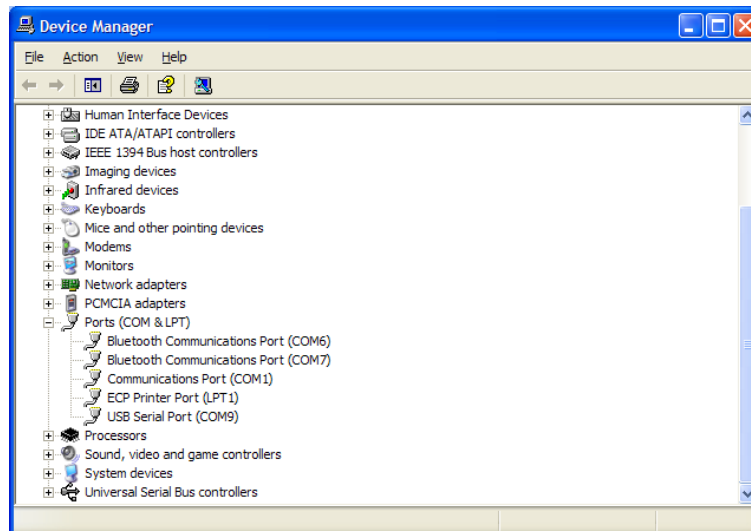 Device Manager
File Action View Help
Human Interface Devices
IDE ATA/ATAPI controllers
IEEE 1394 Bus host controllers
Imaging devices
Infrared devices
Keyboards
Mice and other pointing devices
Modems
Monitors
Network adapters
PCMCIA adapters
Ports (COM & LPT)
Bluetooth Communications Port (COM6)
Bluetooth Communications Port (COM7)
Communications Port (COM1)
ECP Printer Port (LPT1)
USB Serial Port (COM9)
Processors
Sound, video and game controllers
System devices
Universal Serial Bus controllers